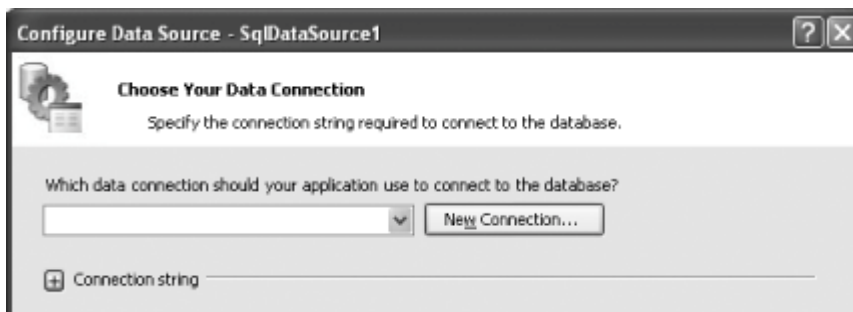 Configure Data Source - SqlDataSource1
Choose Your Data Connection
Specify the connection string required to connect to the database.
Which data connection should your application use to connect to the database?
New Connection...
Connection string